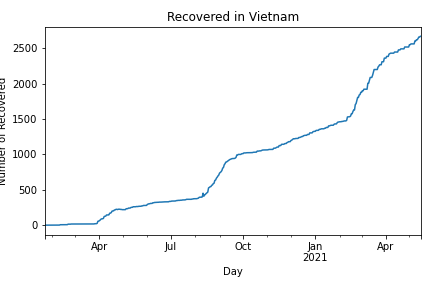 Recovered in Vietnam
Number of Recovered
2500
2000
1500
1000
500
0
Apr
Jul
Oct
Jan
2021
Apr
Day